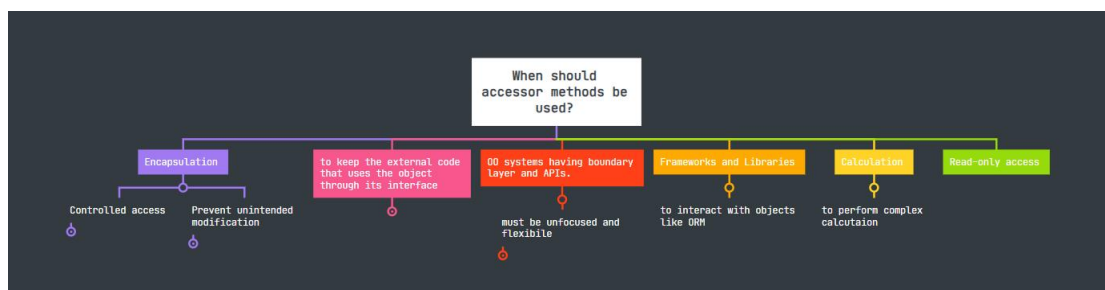 When should
accessor methods be
used?
Encapsulation
to keep the external code
that uses the object
through its interface
OO systems having boundary
layer and APIs.
Frameworks and Libraries
Calculation
Read-only access
Controlled access
Prevent unintended
modification
must be unfocused and
flexibile
to interact with objects
like ORM
to perform complex
calcutaion